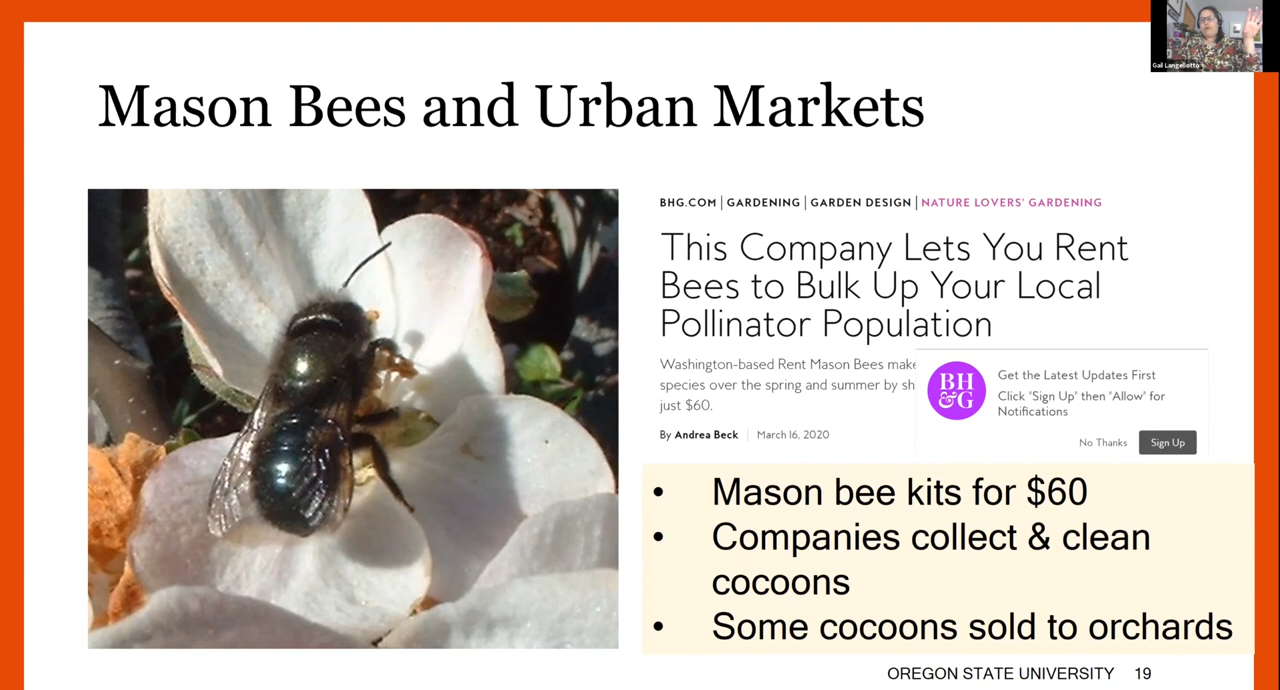 Gail Langellotto
Mason Bees and Urban Markets
BHG.COM | GARDENING | GARDEN DESIGN | NATURE LOVERS' GARDENING
This Company Lets You Rent
Bees to Bulk Up Your Local
Pollinator Population
Washington-based Rent Mason Bees make
species over the spring and summer by sh
just $60.
By Andrea Beck | March 16, 2020
BH
&G
Get the Latest Updates First
Click "Sign Up" then "Allow" for
Notifications
No Thanks Sign Up
• Mason bee kits for $60
• Companies collect & clean
cocoons
• Some cocoons sold to orchards
OREGON STATE UNIVERSITY 19